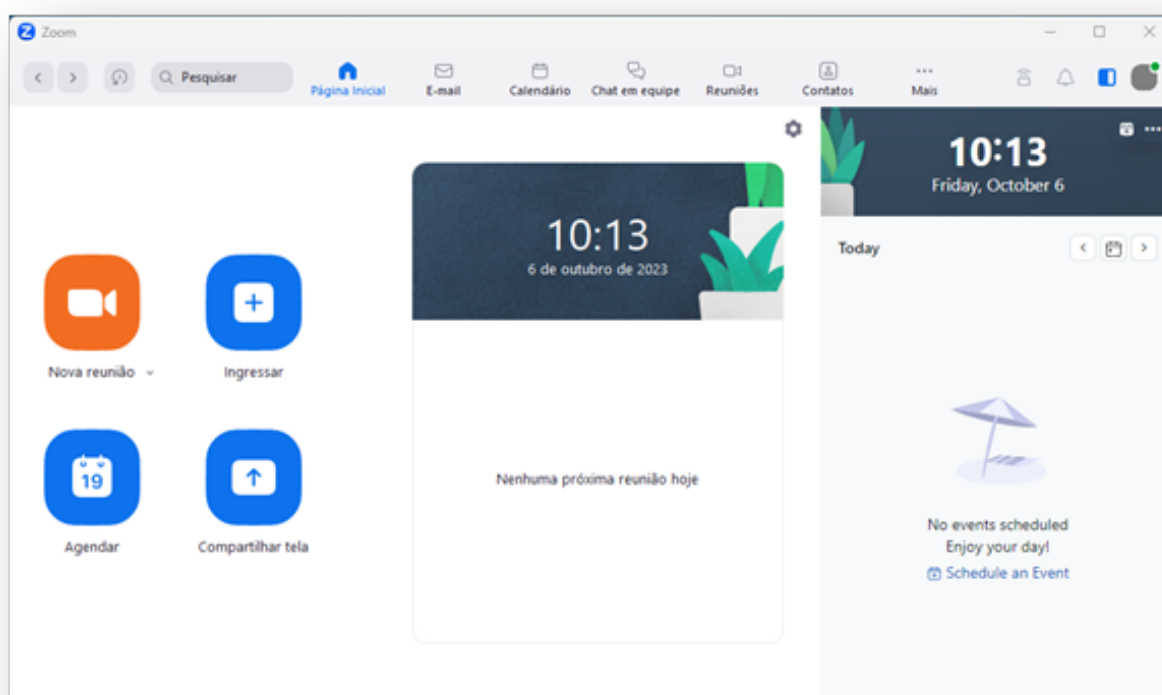 Zoom
Pesquisar
Página Inicial
E-mail
Calendário
Chat em equipe
Reuniões
Contatos
Mais
10:13
6 de outubro de 2023
Nova reunião
Ingressar
19
Agendar
Compartilhar tela
Nenhuma próxima reunião hoje
10:13
Friday, October 6
Today
No events scheduled
Enjoy your day!
Schedule an Event